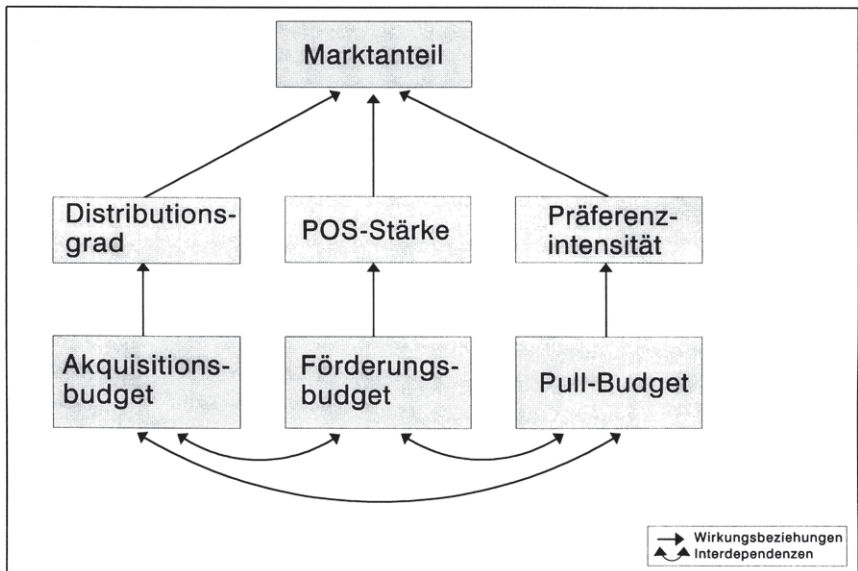 Marktanteil
Distributions-
grad
POS-Stärke
Präferenz-
intensität
Akquisitions-
budget
Förderungs-
budget
Pull-Budget
Wirkungsbeziehungen
Interdependenzen